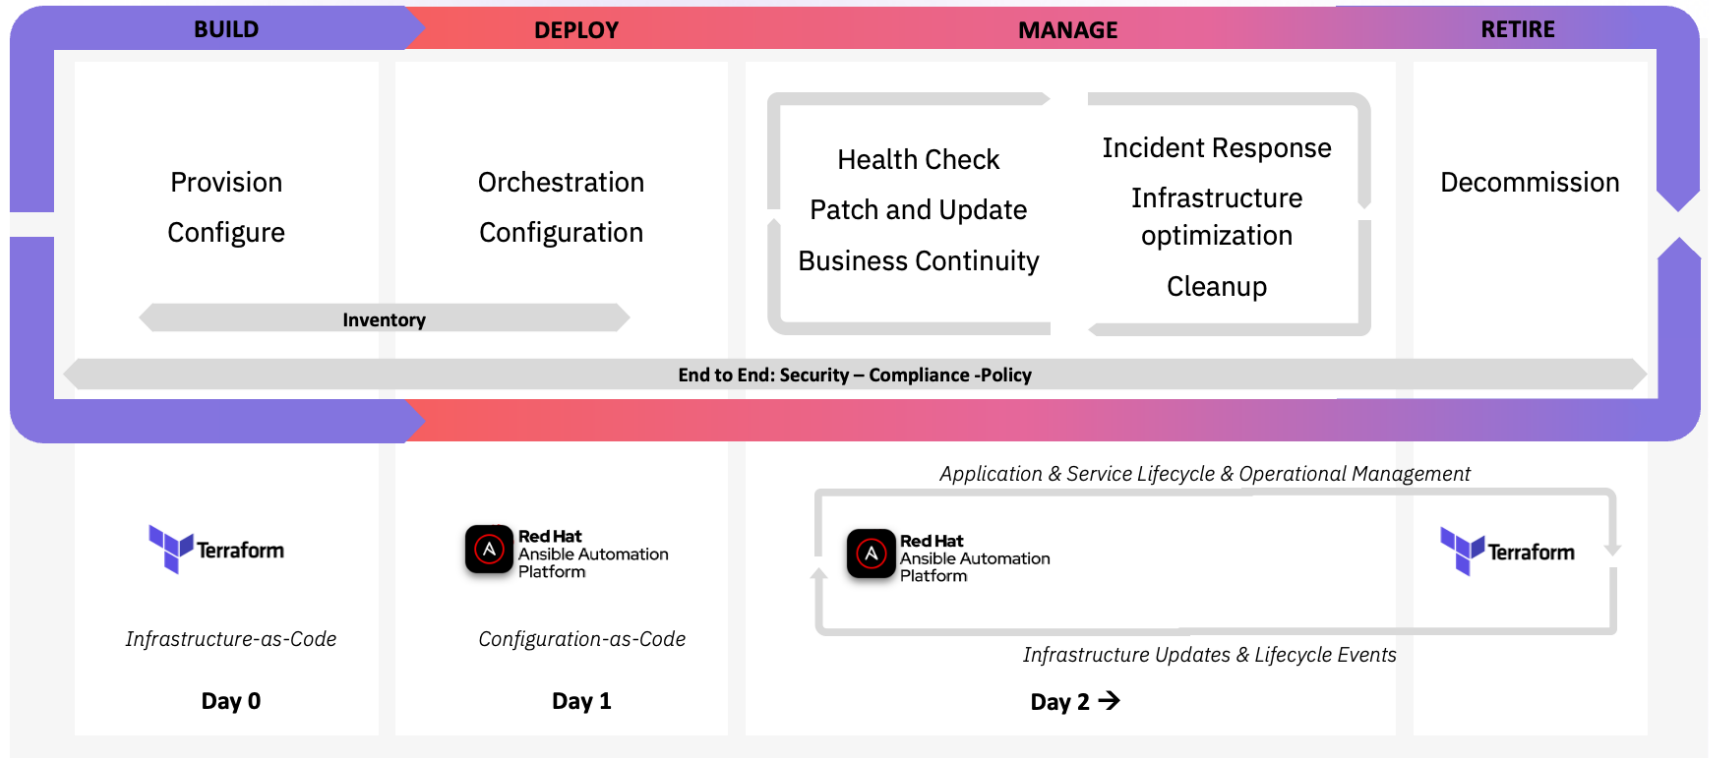 BUILD
DEPLOY
MANAGE
RETIRE
Provision
Configure
Orchestration
Configuration
Health Check
Patch and Update
Business Continuity
Incident Response
Infrastructure
optimization
Cleanup
Decommission
Inventory
End to End: Security – Compliance -Policy
Application & Service Lifecycle & Operational Management
Terraform
Red Hat
Ansible Automation
Platform
Red Hat
Ansible Automation
Platform
Terraform
Infrastructure-as-Code
Configuration-as-Code
Infrastructure Updates & Lifecycle Events
Day 0
Day 1
Day 2 →